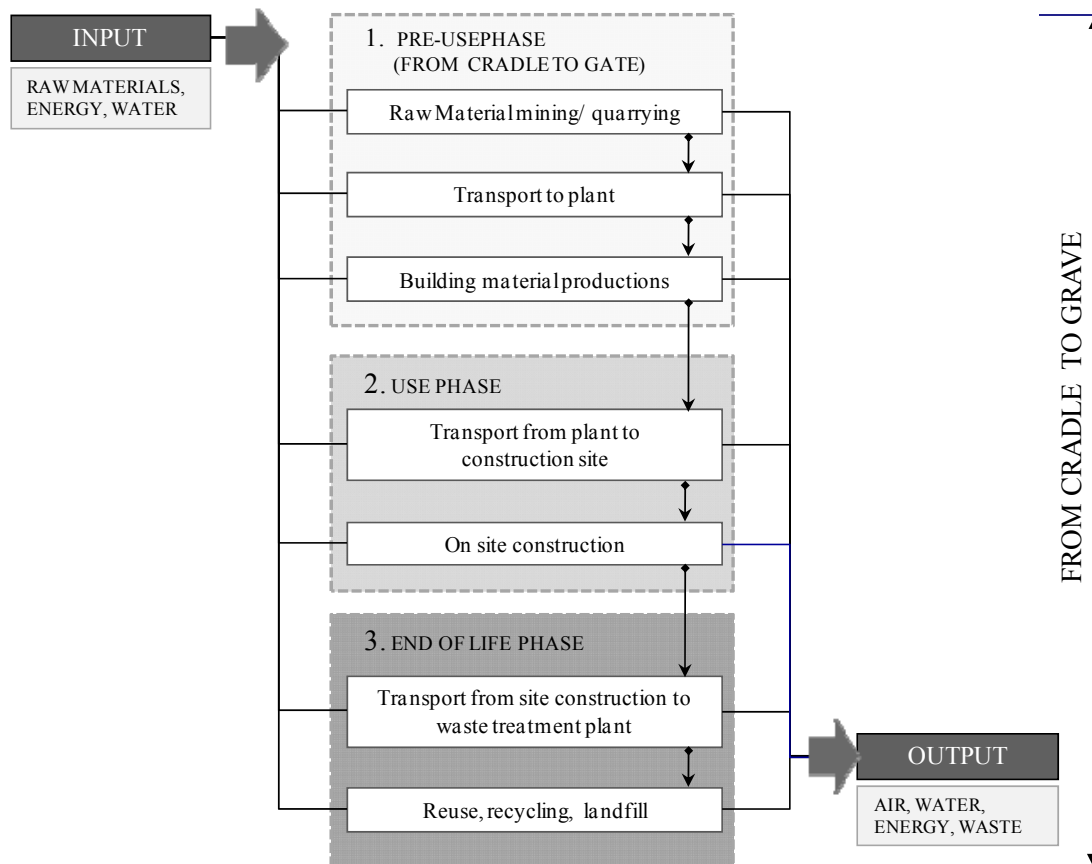 INPUT
RAW MATERIALS,
ENERGY, WATER
1. PRE-USEPHASE
(FROM CRADLE TO GATE)
Raw Material mining/ quarrying
Transport to plant
Building material productions
2. USE PHASE
Transport from plant to
construction site
On site construction
3. END OF LIFE PHASE
Transport from site construction to
waste treatment plant
Reuse, recycling, landfill
OUTPUT
AIR, WATER,
ENERGY, WASTE
FROM CRADLE TO GRAVE